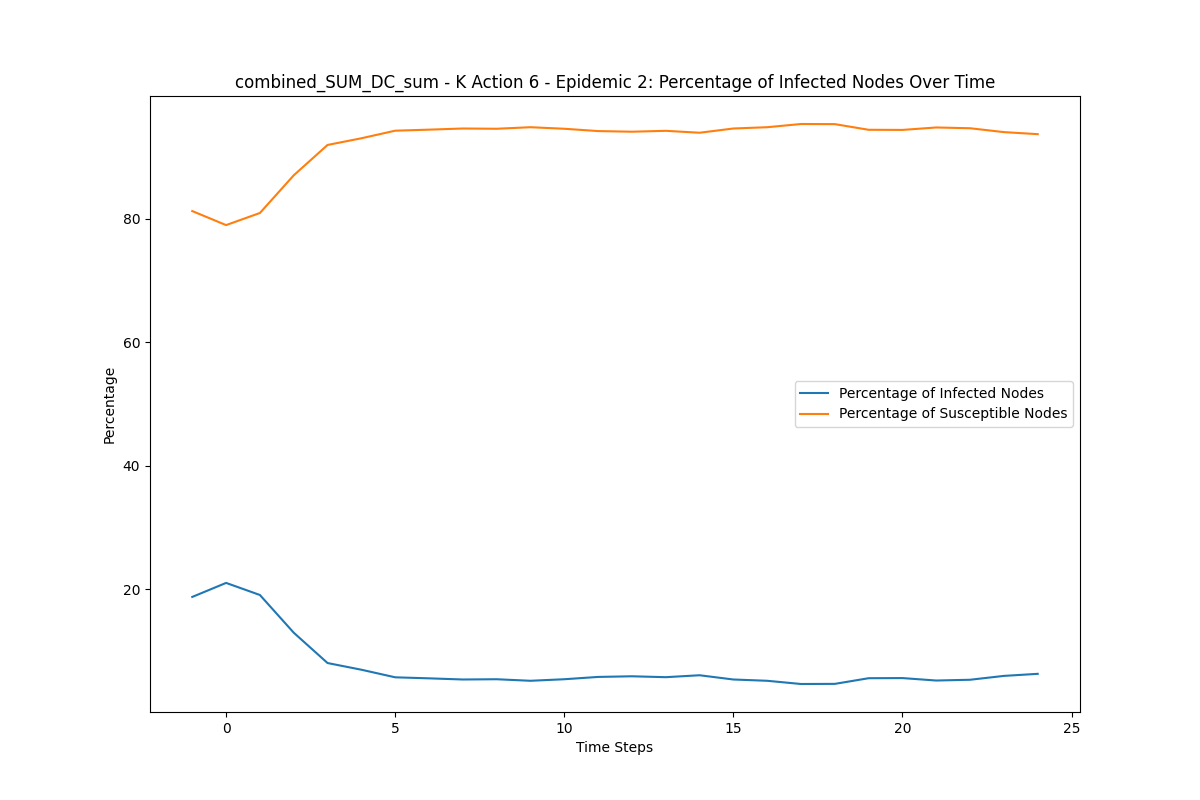 combined_SUM_DC_sum - K Action 6 - Epidemic 2: Percentage of Infected Nodes Over Time
80
60
40
20
Percentage
Percentage of Infected Nodes
Percentage of Susceptible Nodes
0 5 10 15 20 25
Time Steps